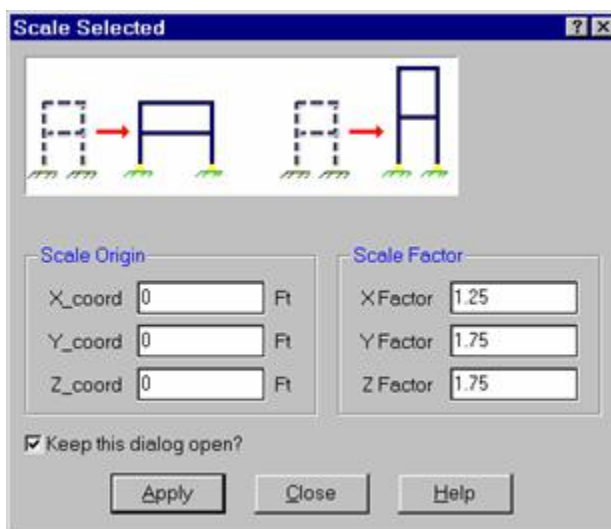 Scale Selected
Scale Origin
X_coord 0 Ft
Y_coord 0 Ft
Z_coord 0 Ft
Scale Factor
X Factor 1.25
Y Factor 1.75
Z Factor 1.75
Keep this dialog open?
Apply Close Help